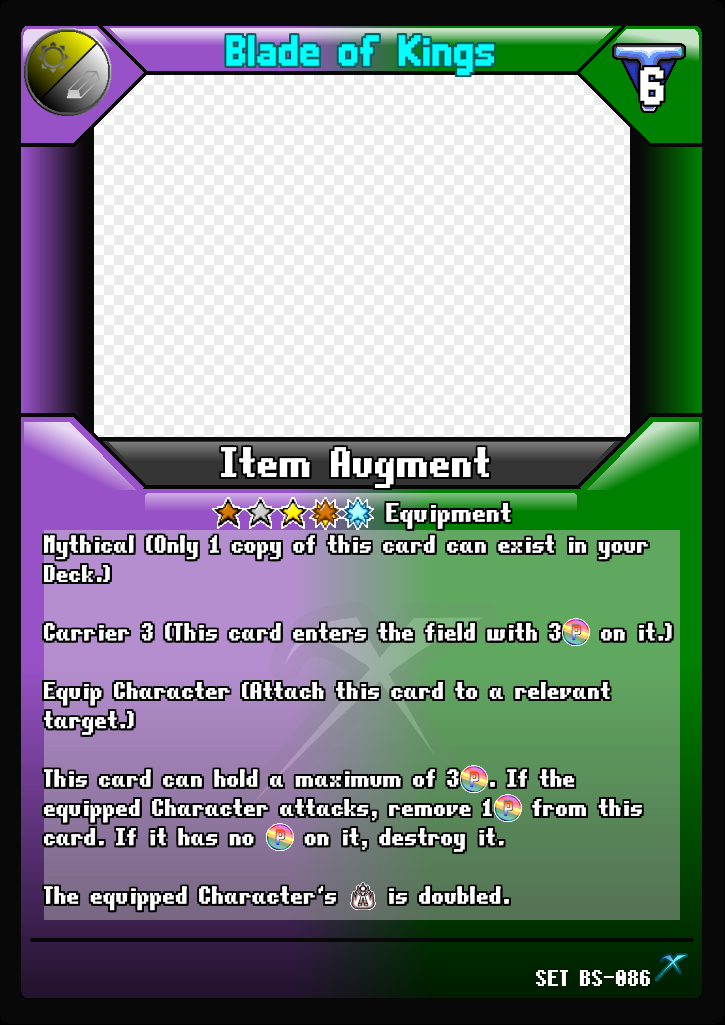 Blade of Kings
6
Item Augment
Equipment
Mythical (Only 1 copy of this card can exist in your
Deck.)
Carrier 3 (This card enters the field with 3P on it.)
Equip Character (Attach this card to a relevant
target.)
This card can hold a maximum of 3P. If the
equipped Character attacks, remove 1P from this
card. If it has no P on it, destroy it.
The equipped Character's is doubled.
SET BS-086